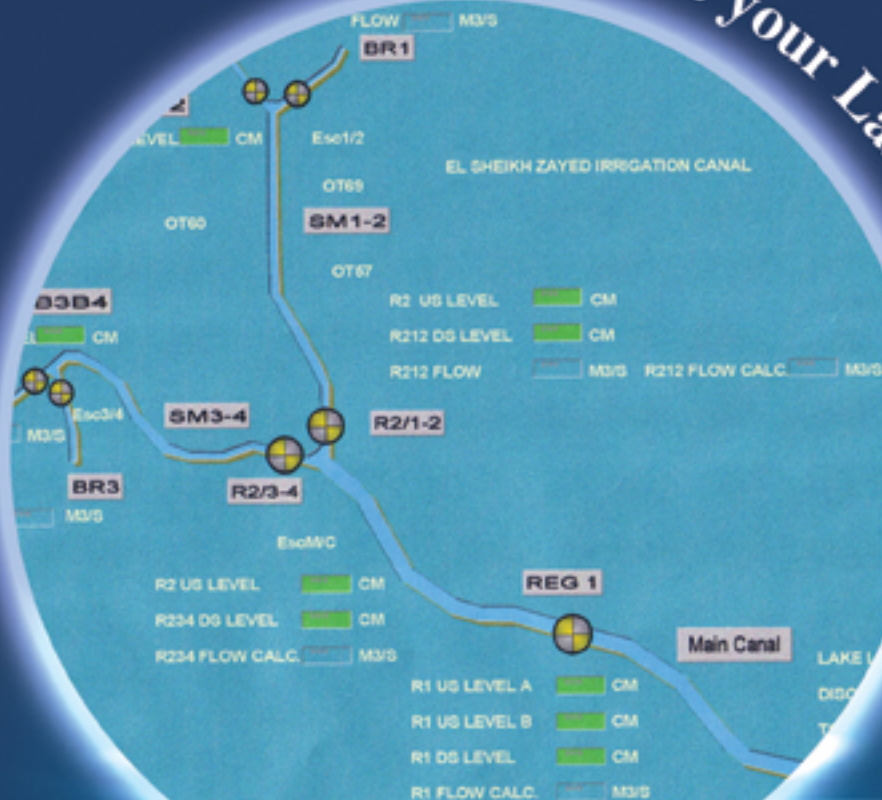 your
FLOW M3/S
BR1
2
CM
Esc1/2
EL SHEIKH ZAYED IRRIGATION CANAL
OT69
OT60
SM1-2
OT67
B3B4
R2 US LEVEL CM
CM
R212 DS LEVEL CM
R212 FLOW M3/S R212 FLOW CALC. M3/S
Esc3/4
SM3-4
R2/1-2
M3/S
BR3
R2/3-4
M3/S
EscM/C
R2 US LEVEL CM
REG 1
R234 DS LEVEL CM
Main Canal
R234 FLOW CALC. M3/S
LAKE
R1 US LEVEL A CM
R1 US LEVEL B CM
R1 DS LEVEL CM
R1 FLOW CALC. M3/S